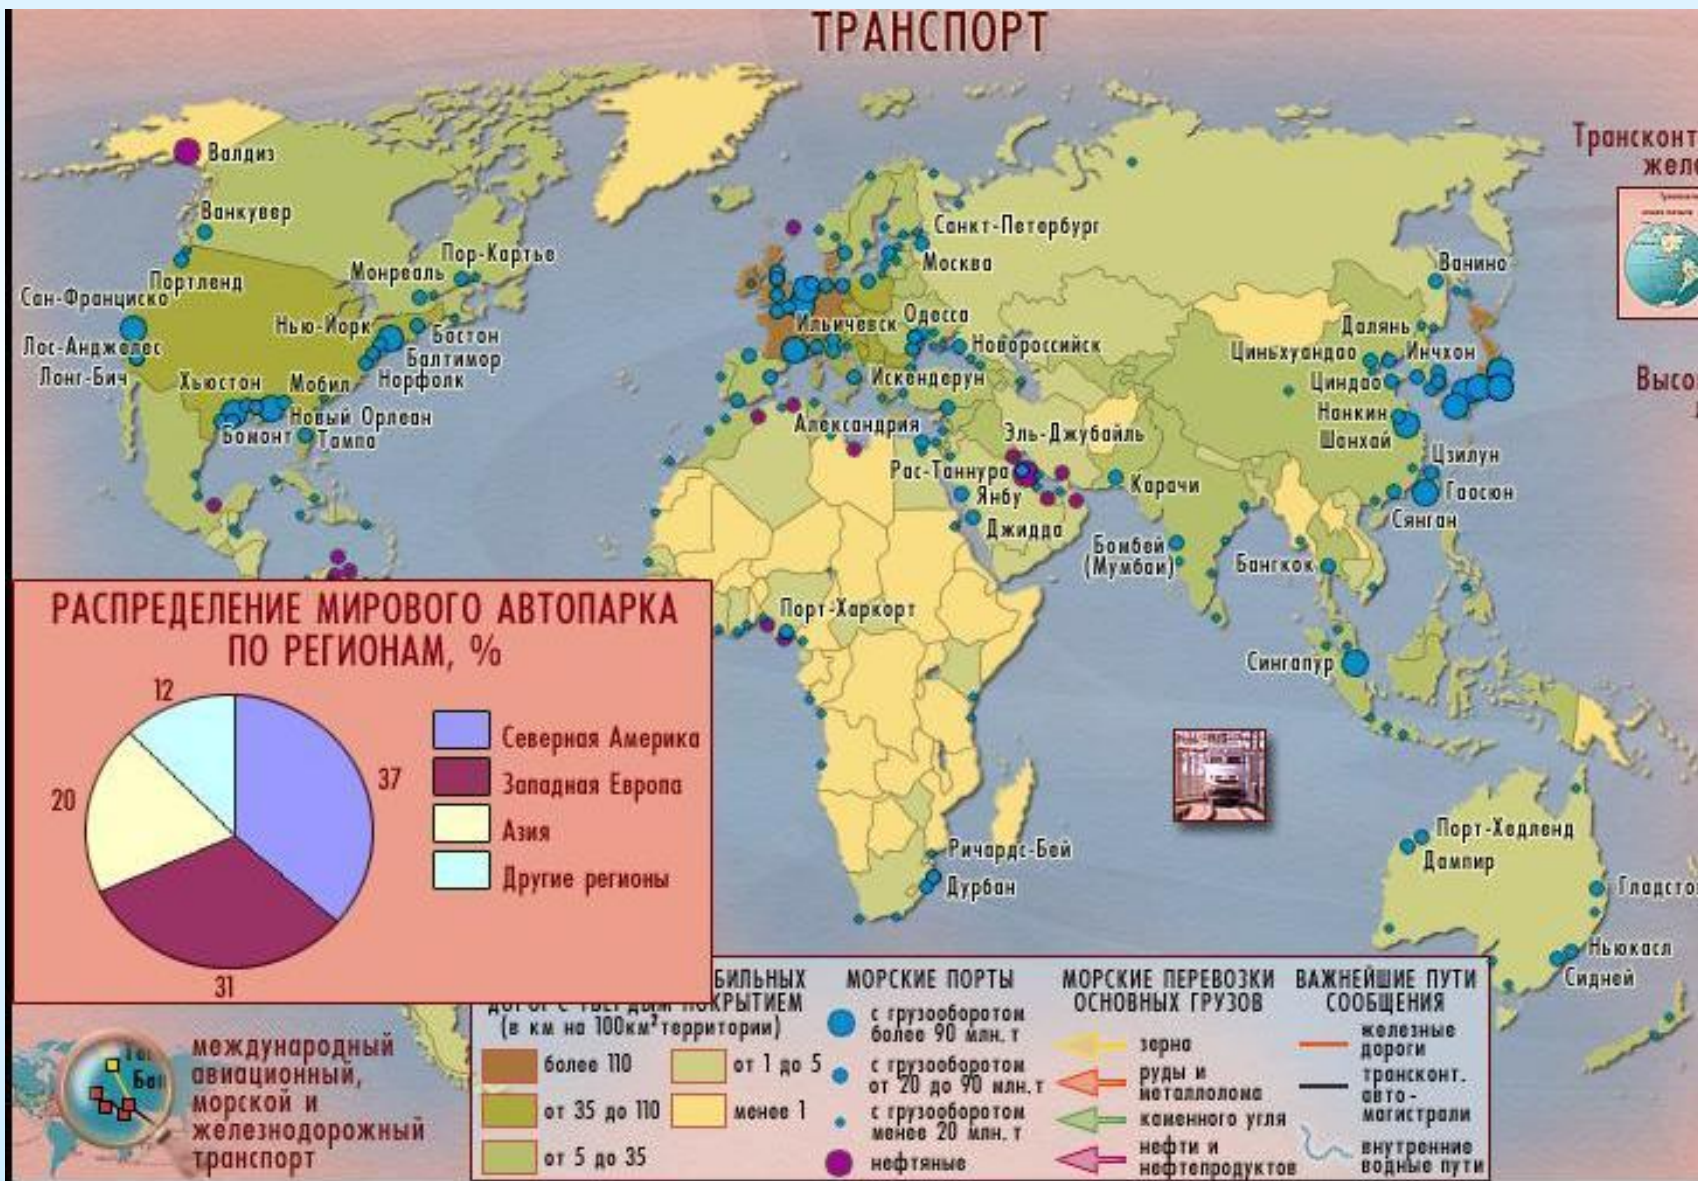 ТРАНСПОРТ
Трансконт
желе
Валдиз
Ванкувер
Портленд
Сан-Франциско
Лос-Анджелес
Лонг-Бич
Монреаль
Пор-Картье
Нью-Йорк
Бастон
Балтимор
Норфолк
Хьюстон
Мобил
Новый Орлеан
Бомонт
Тампа
Санкт-Петербург
Москва
Ильичевск
Одесса
Новороссийск
Искендерун
Александрия
Эль-Джубайль
Рас-Таннура
Янбу
Джидда
Карачи
Бомбей
(Мумбаи)
Бангкок
Ванино
Далянь
Циньхуандао
Инчхон
Циндао
Нанкин
Шанхай
Цзилун
Гаосюн
Сянган
Высо
Сингапур
Порт-Харкорт
Ричардс-Бей
Дурбан
Порт-Хедленд
Дампир
Гладсто
Ньюкасл
Сидней
РАСПРЕДЕЛЕНИЕ МИРОВОГО АВТОПАРКА
ПО РЕГИОНАМ, %
12
37
20
31
Северная Америка
Западная Европа
Азия
Другие регионы
международный
авиационный,
морской и
железнодорожный
транспорт
БИЛЬНЫХ
ДОРОГ С ТВЕРДЫМ ПОКРЫТИЕМ
(в км на 100км² территории)
более 110
от 35 до 110
от 5 до 35
от 1 до 5
менее 1
МОРСКИЕ ПОРТЫ
с грузооборотом
более 90 млн. т
с грузооборотом
от 20 до 90 млн. т
с грузооборотом
менее 20 млн. т
нефтяные
МОРСКИЕ ПЕРЕВОЗКИ
ОСНОВНЫХ ГРУЗОВ
зерна
руды и
металлолома
каменного угля
нефти и
нефтепродуктов
ВАЖНЕЙШИЕ ПУТИ
СООБЩЕНИЯ
железные
дороги
трансконт.
авто-
магистрали
внутренние
водные пути